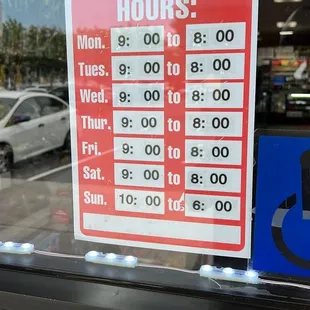 HOURS:
Mon. 9: 00 to 8: 00
Tues. 9: 00 to 8: 00
Wed. 9: 00 to 8: 00
Thur. 9: 00 to 8: 00
Fri. 9: 00 to 8: 00
Sat. 9: 00 to 8: 00
Sun. 10: 00 to 6: 00